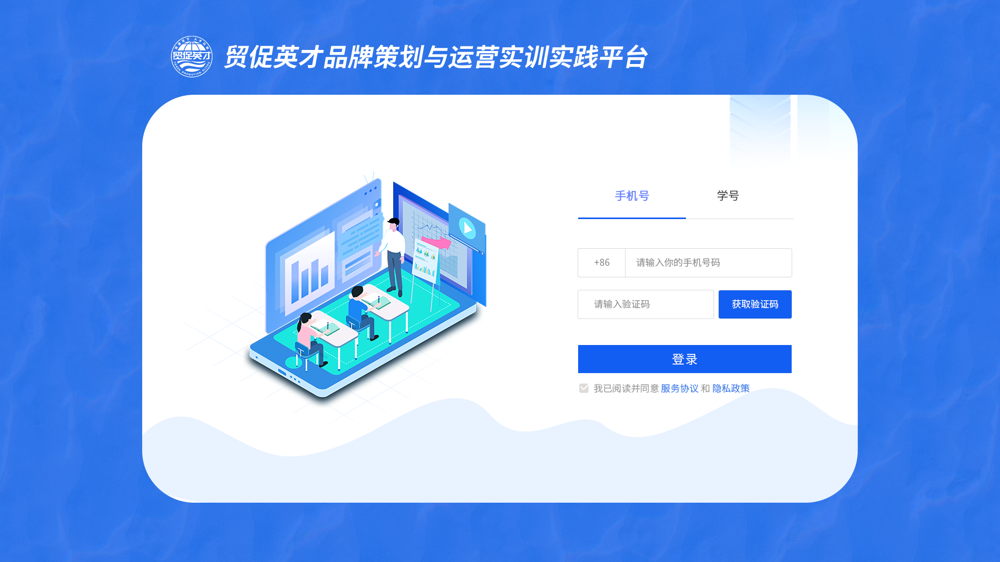 贸促英才
TRADE PROMOTION ELITES
贸促英才品牌策划与运营实训实践平台
手机号
学号
+86
请输入你的手机号码
请输入验证码
获取验证码
登录
我已阅读并同意 服务协议 和 隐私政策